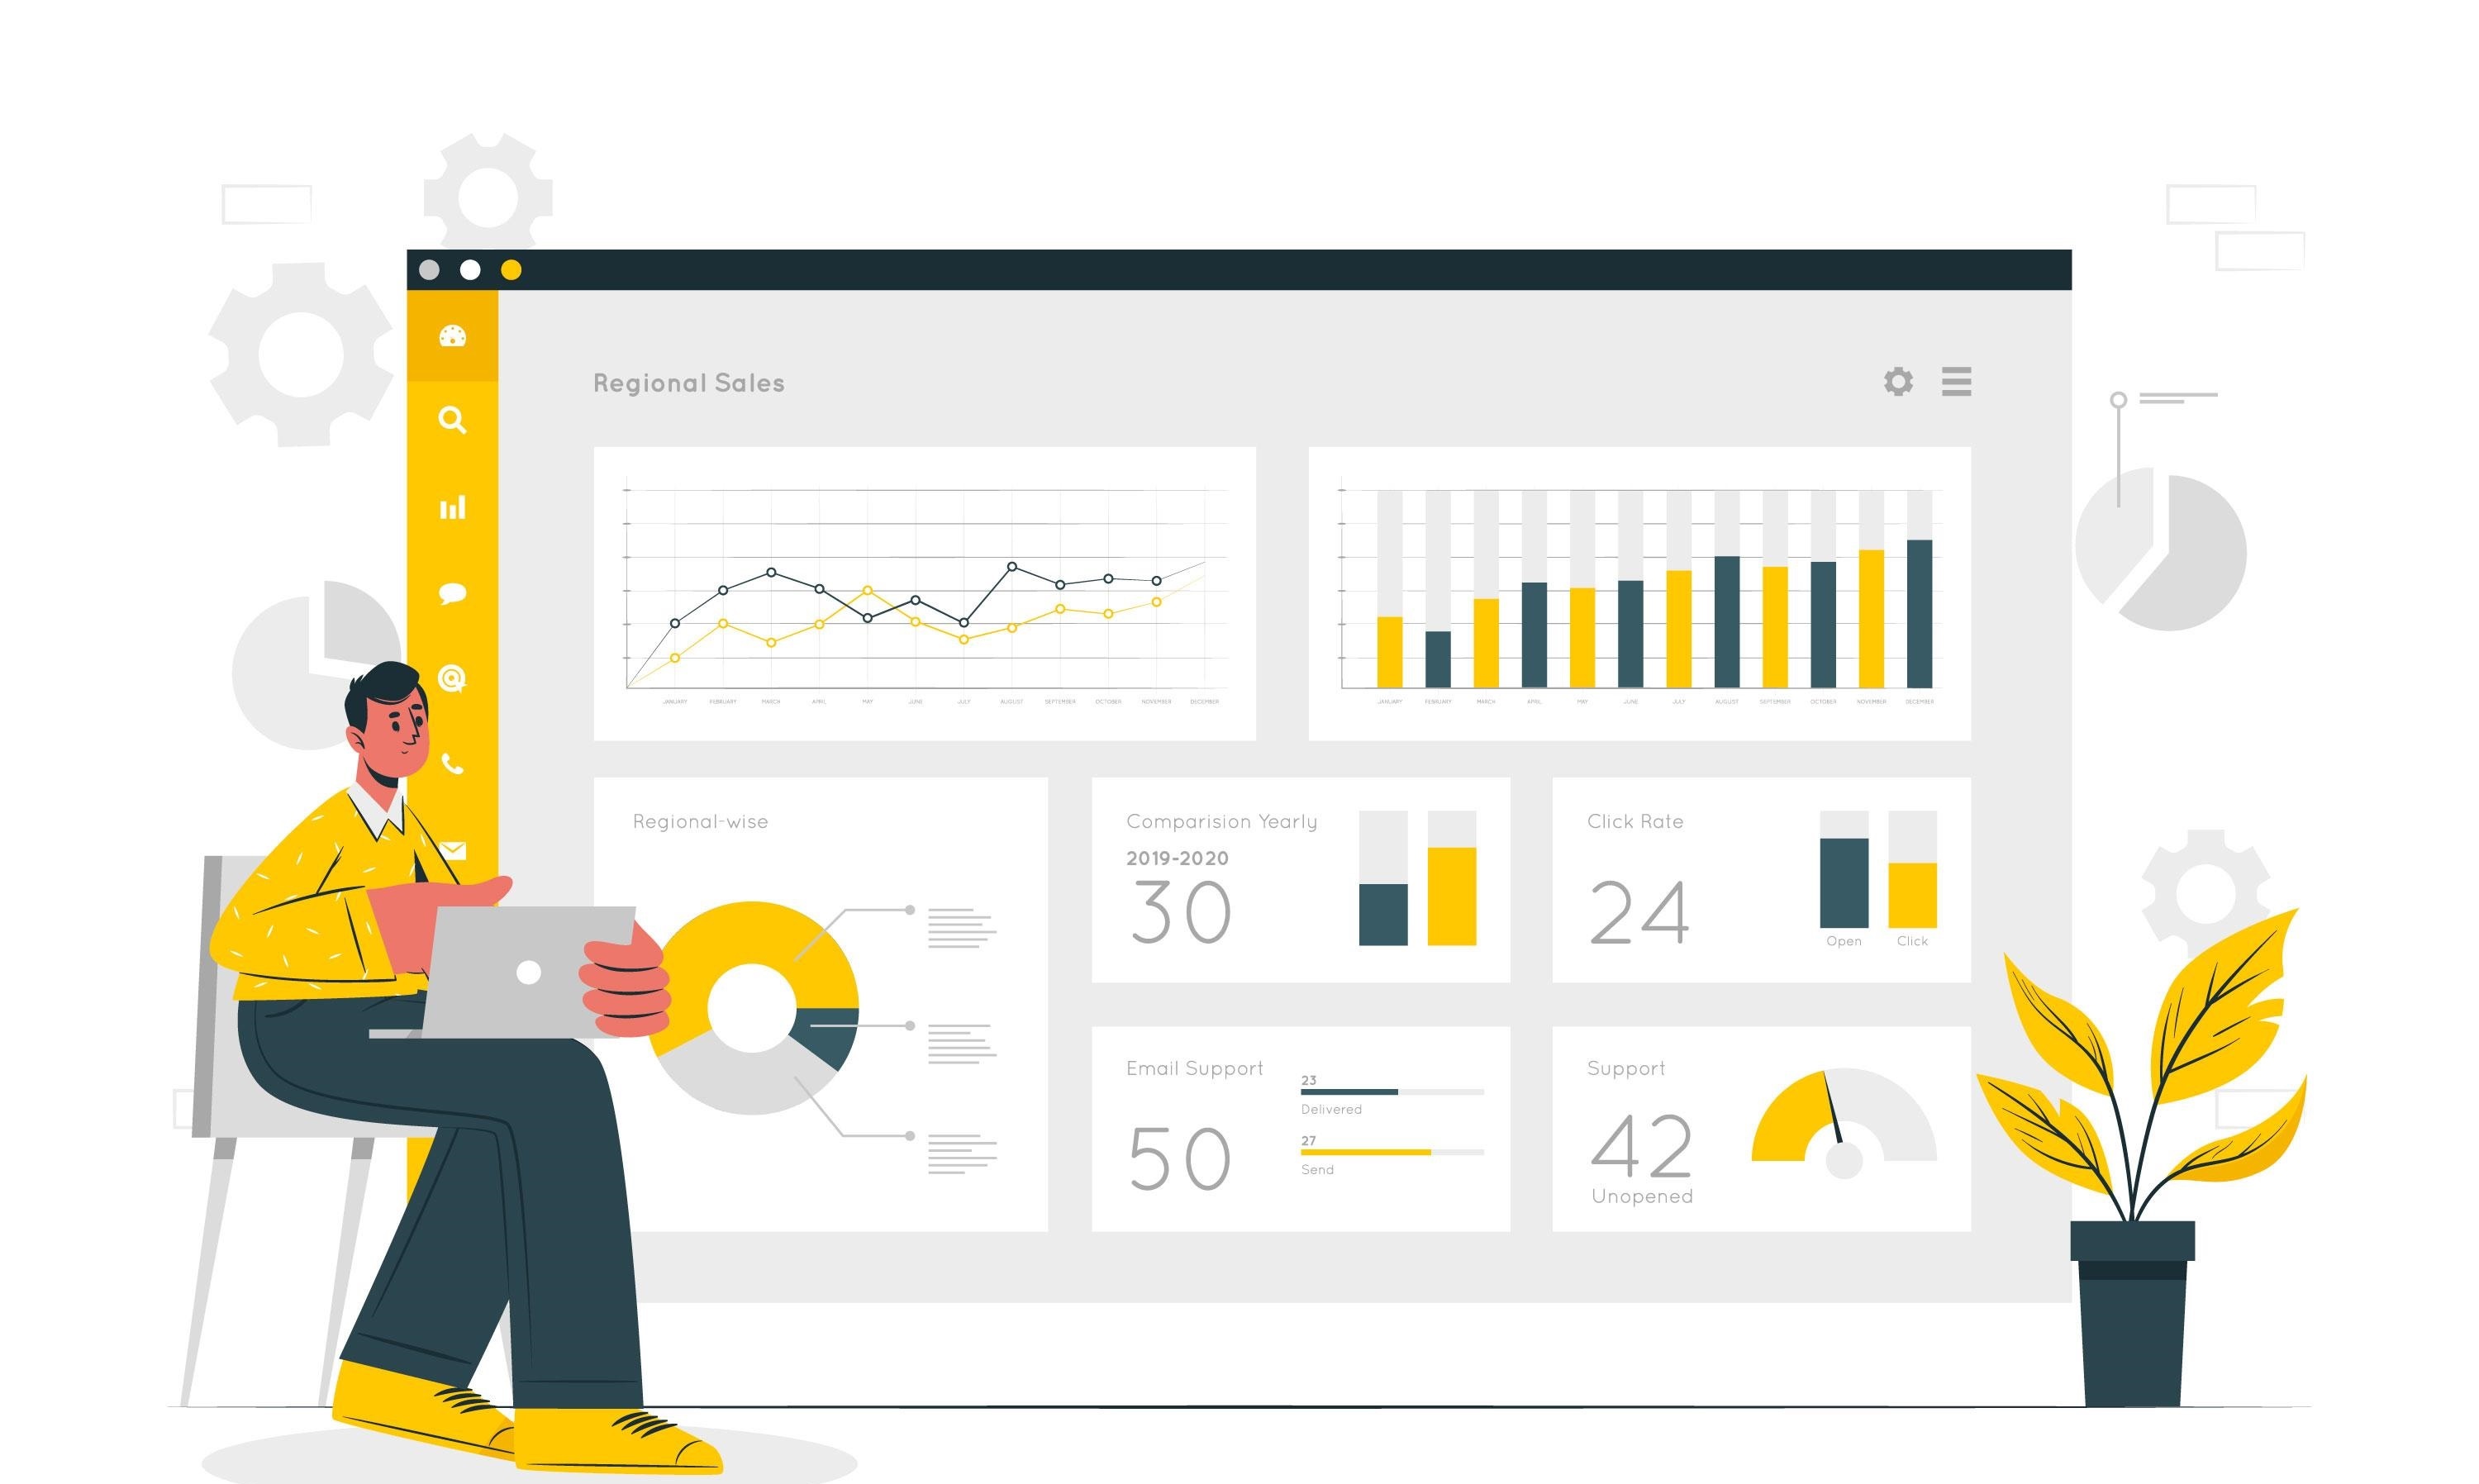 Regional Sales
JANUARY FEBRUARY MARCH APRIL MAY JUNE JULY AUGUST SEPTEMBER OCTOBER NOVEMBER DECEMBER
JANUARY FEBRUARY MARCH APRIL MAY JUNE JULY AUGUST SEPTEMBER OCTOBER NOVEMBER DECEMBER
Regional-wise
Comparision Yearly
2019-2020
30
Click Rate
24
Open Click
Email Support
50
23
Delivered
27
Send
Support
42
Unopened